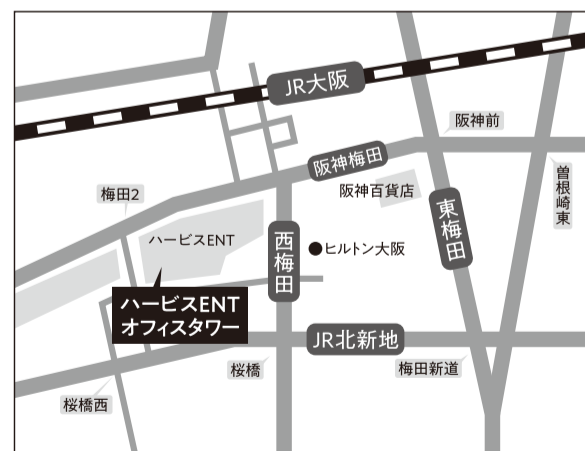 JR大阪
阪神前
阪神梅田
曽根崎東
梅田2
阪神百貨店
東梅田
ハービスENT
西梅田
ヒルトン大阪
ハービスENT
オフィスタワー
JR北新地
桜橋
梅田新道
桜橋西